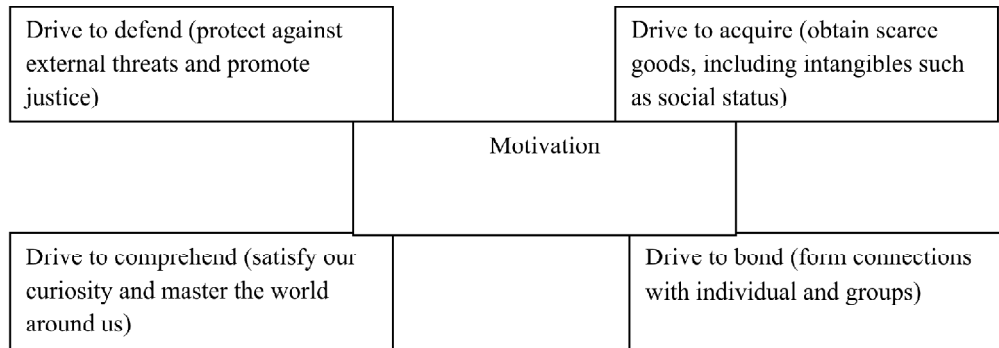 Drive to defend (protect against
external threats and promote
justice)
Drive to acquire (obtain scarce
goods, including intangibles such
as social status)
Motivation
Drive to comprehend (satisfy our
curiosity and master the world
around us)
Drive to bond (form connections
with individual and groups)